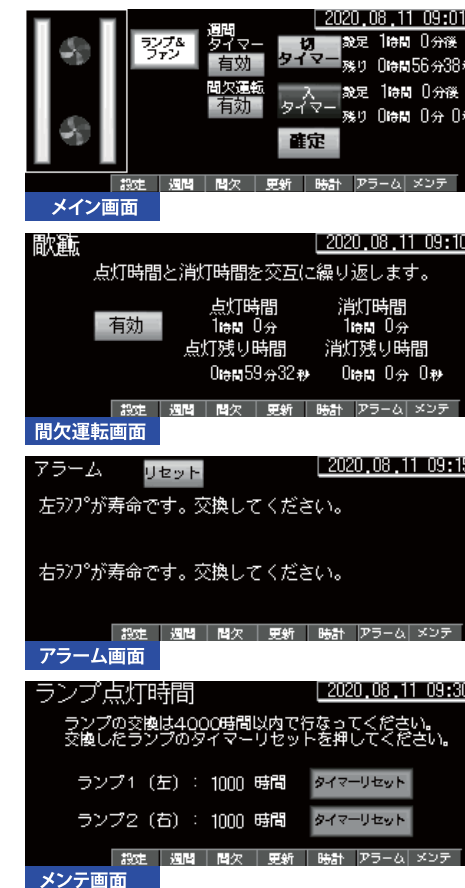 2020.08.11 09:01
ランプ&
ファン
週間
タイマー
有効
間欠運転
有効
切
タイマー
設定 1時間 0分後
残り 0時間56分38秒
入
タイマー
設定 1時間 0分後
残り 0時間 0分 0秒
確定
設定 週間 間欠 更新 時計 アラーム メンテ
メイン画面
間欠運転
2020.08.11 09:10
点灯時間と消灯時間を交互に繰り返します。
有効
点灯時間 消灯時間
1時間 0分 1時間 0分
点灯残り時間 消灯残り時間
0時間59分32秒 0時間 0分 0秒
設定 週間 間欠 更新 時計 アラーム メンテ
間欠運転画面
アラーム リセット 2020.08.11 09:15
左ランプが寿命です。交換してください。
右ランプが寿命です。交換してください。
設定 週間 間欠 更新 時計 アラーム メンテ
アラーム画面
ランプ点灯時間 2020.08.11 09:30
ランプの交換は4000時間以内で行なってください。
交換したランプのタイマーリセットを押してください。
ランプ1(左): 1000 時間 タイマーリセット
ランプ2(右): 1000 時間 タイマーリセット
設定 週間 間欠 更新 時計 アラーム メンテ
メンテ画面